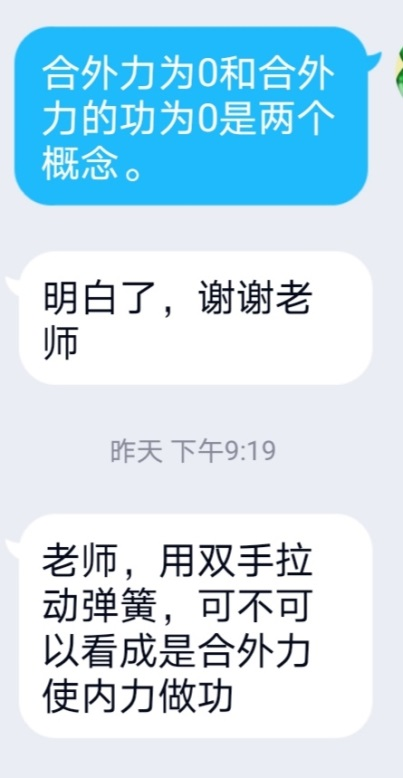 合外力为0和合外
力的功为0是两个
概念。
明白了，谢谢老
师
昨天 下午9:19
老师，用双手拉
动弹簧，可不可
以看成是合外力
使内力做功